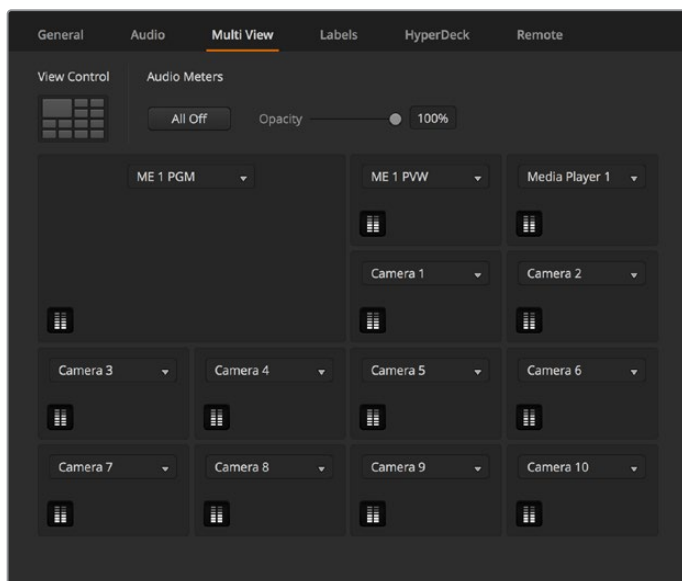 General Audio Multi View Labels HyperDeck Remote
View Control Audio Meters
All Off Opacity 100%
ME 1 PGM ME 1 PVW Media Player 1
Camera 1 Camera 2
Camera 3 Camera 4 Camera 5 Camera 6
Camera 7 Camera 8 Camera 9 Camera 10